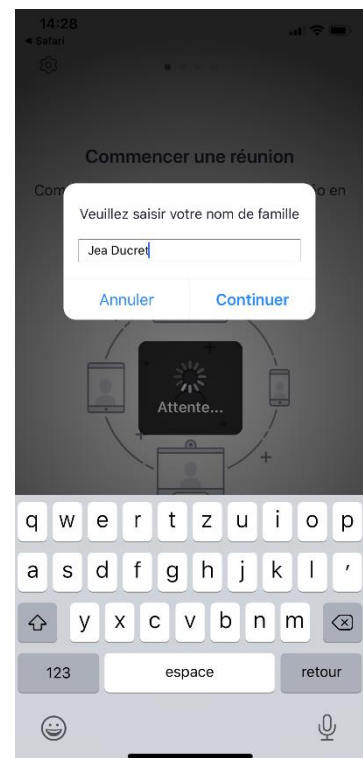 14:28
◀ Safari
Commencer une réunion
Com
o en
Veuillez saisir votre nom de famille
Jea Ducret
Annuler Continuer
Attente...
q w e r t z u i o p
a s d f g h j k l ′
y x c v b n m
123 espace retour